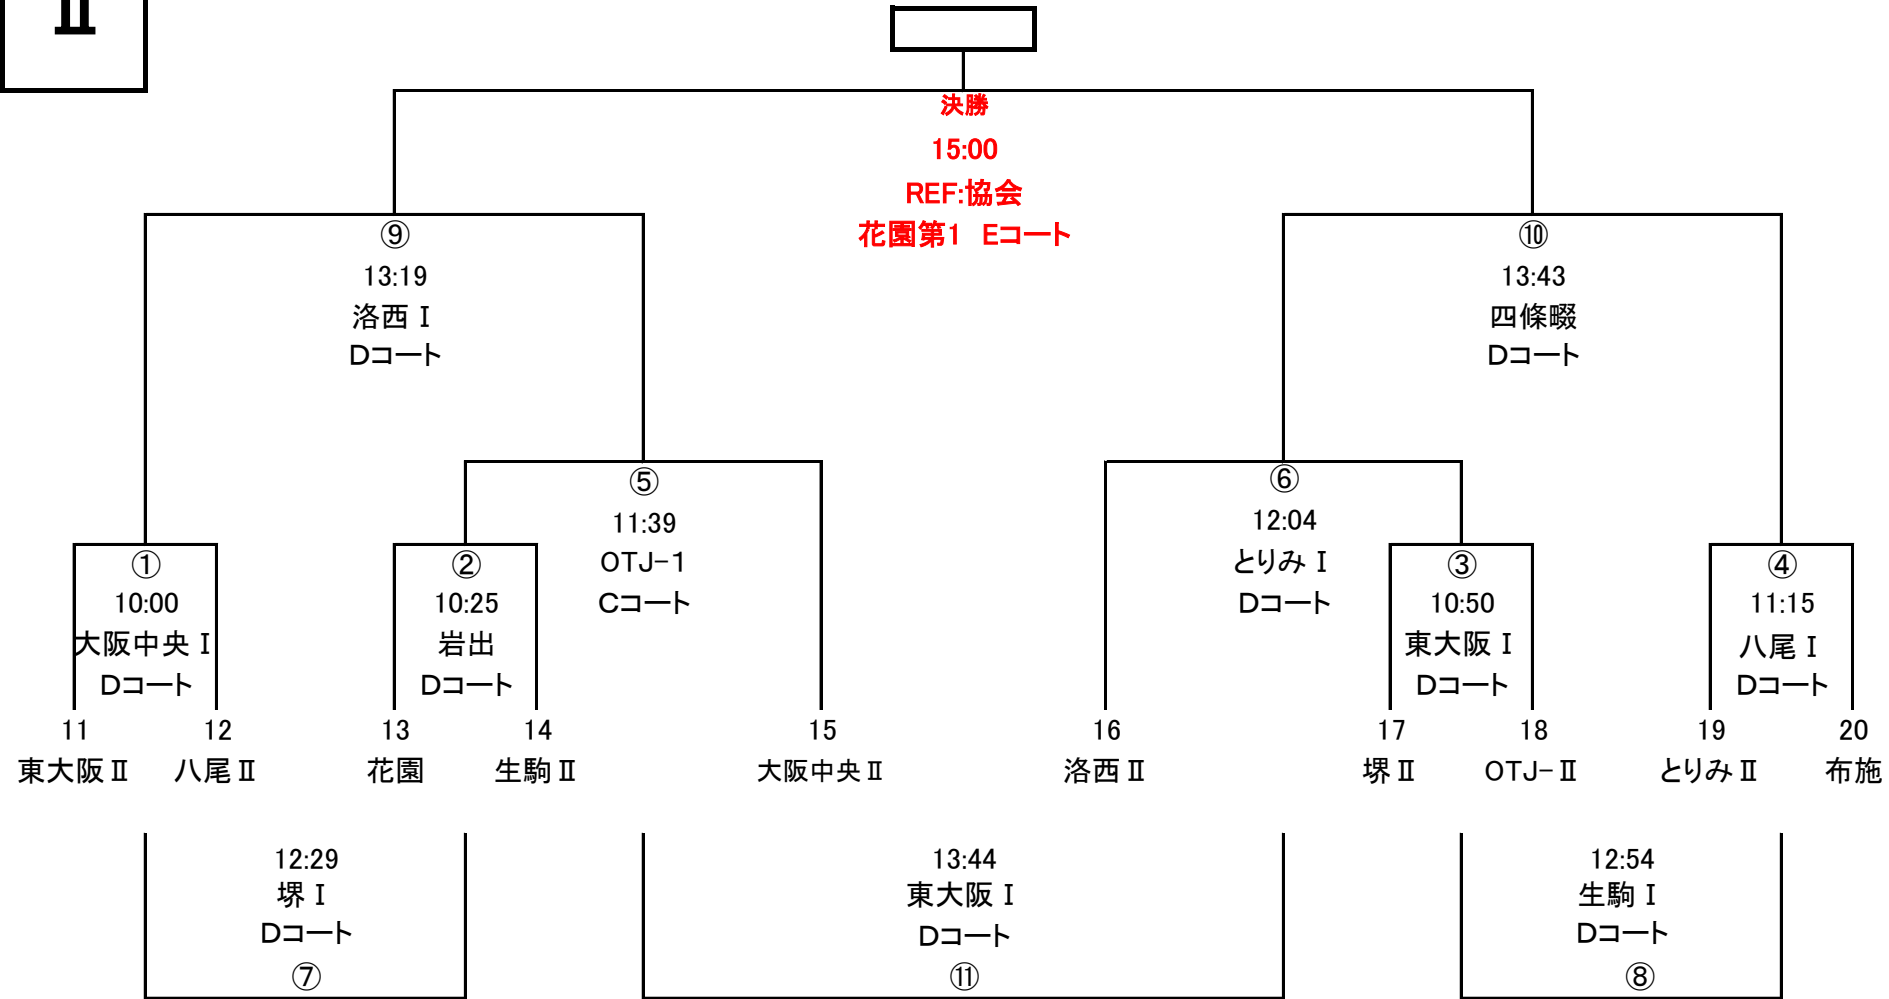 Ⅱ
決勝
15:00
REF:協会
花園第1 Eコート
⑨
13:19
洛西Ⅰ
Dコート
⑩
13:43
四條畷
Dコート
⑤
11:39
OTJ-1
Cコート
⑥
12:04
とりみⅠ
Dコート
①
10:00
大阪中央Ⅰ
Dコート
②
10:25
岩出
Dコート
③
10:50
東大阪Ⅰ
Dコート
④
11:15
八尾Ⅰ
Dコート
11 12 13 14 15 16 17 18 19 20
東大阪Ⅱ 八尾Ⅱ 花園 生駒Ⅱ 大阪中央Ⅱ 洛西Ⅱ 堺Ⅱ OTJ-Ⅱ とりみⅡ 布施
12:29
堺Ⅰ
Dコート
⑦
13:44
東大阪Ⅰ
Dコート
⑪
12:54
生駒Ⅰ
Dコート
⑧